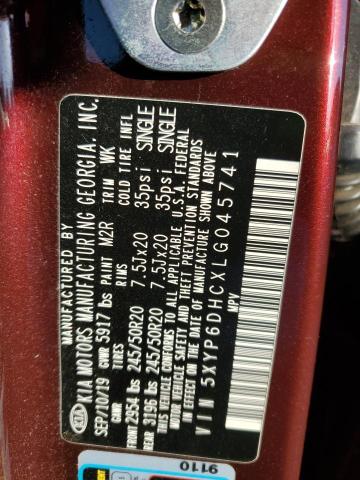 MANUFACTURED BY
KIA KIA MOTORS MANUFACTURING GEORGIA. INC.
SEP/10/19 GVWR 5917 lbs PAINT M2R TRIM WK
GAWR TIRES RIMS COLD TIRE INFL
FRONT 2954 lbs 245/50R20 7.5Jx20 35psi SINGLE
REAR 3196 lbs 245/50R20 7.5Jx20 35psi SINGLE
THIS VEHICLE CONFORMS TO ALL APPLICABLE U.S.A. FEDERAL
MOTOR VEHICLE SAFETY AND THEFT PREVENTION STANDARDS
IN EFFECT ON THE DATE OF MANUFACTURE SHOWN ABOVE.
VIN 5XYP6DHCXLG045741
MPV
9110